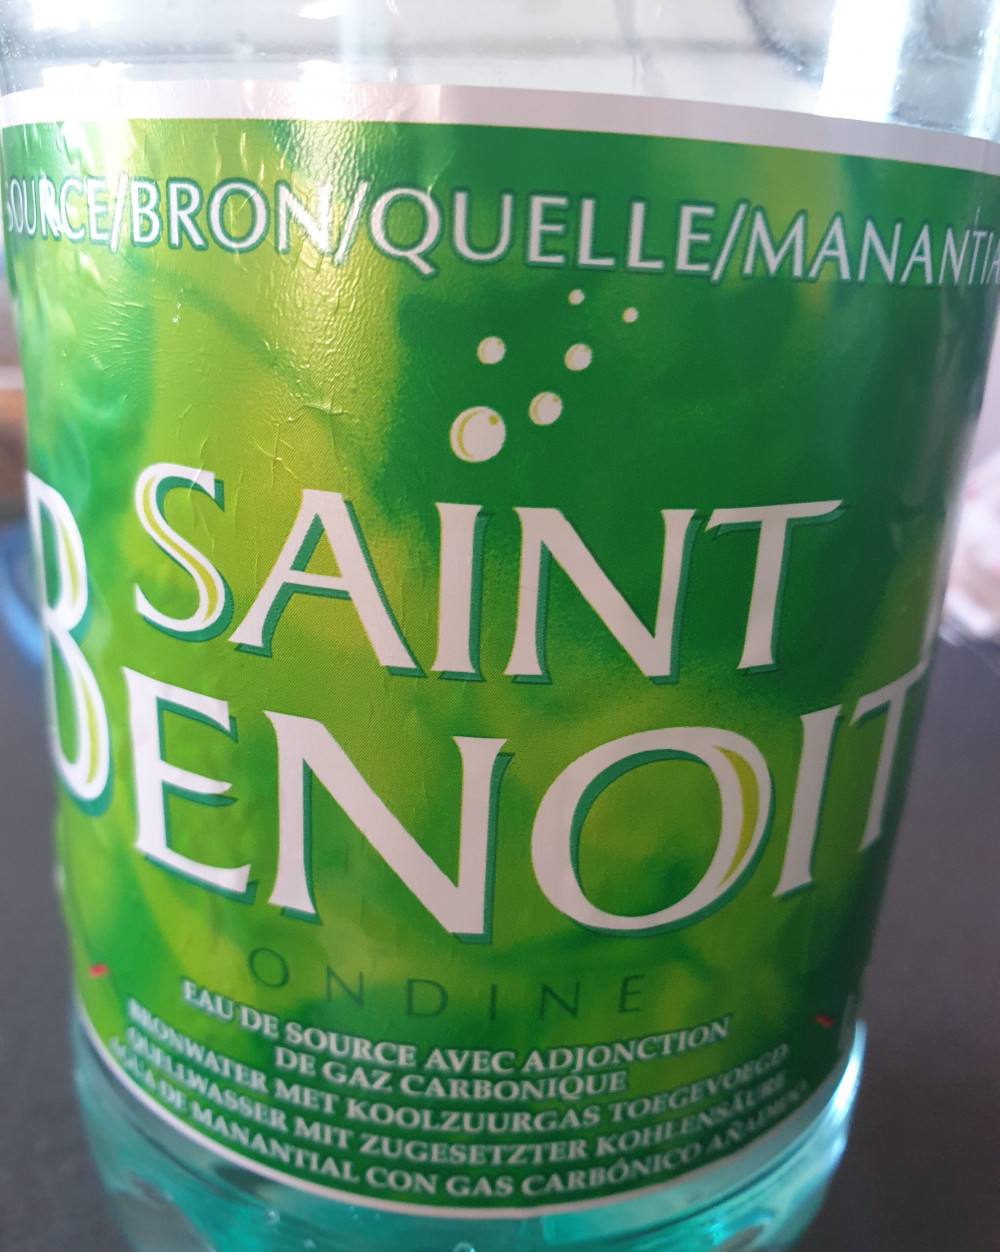 SOURCE/BRON/QUELLE/MANANTIA
SAINT
BENOIT
B
ONDINE
EAU DE SOURCE AVEC ADJONCTION
DE GAZ CARBONIQUE
BRONWATER MET KOOLZUURGAS TOEGEVOEGD
QUELLWASSER MIT ZUGESETZTER KOHLENSÄURE
AGUA DE MANANTIAL CON GAS CARBÓNICO AÑADIDO